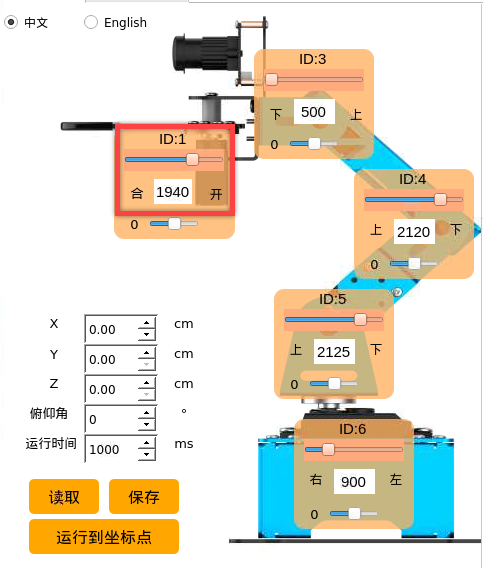 中文 English
ID:3
下 500 上
0
ID:1
合 1940 开
0
ID:4
上 2120 下
0
ID:5
上 2125 下
0
ID:6
右 900 左
0
X 0.00 cm
Y 0.00 cm
Z 0.00 cm
俯仰角 0 °
运行时间 1000 ms
读取 保存
运行到坐标点